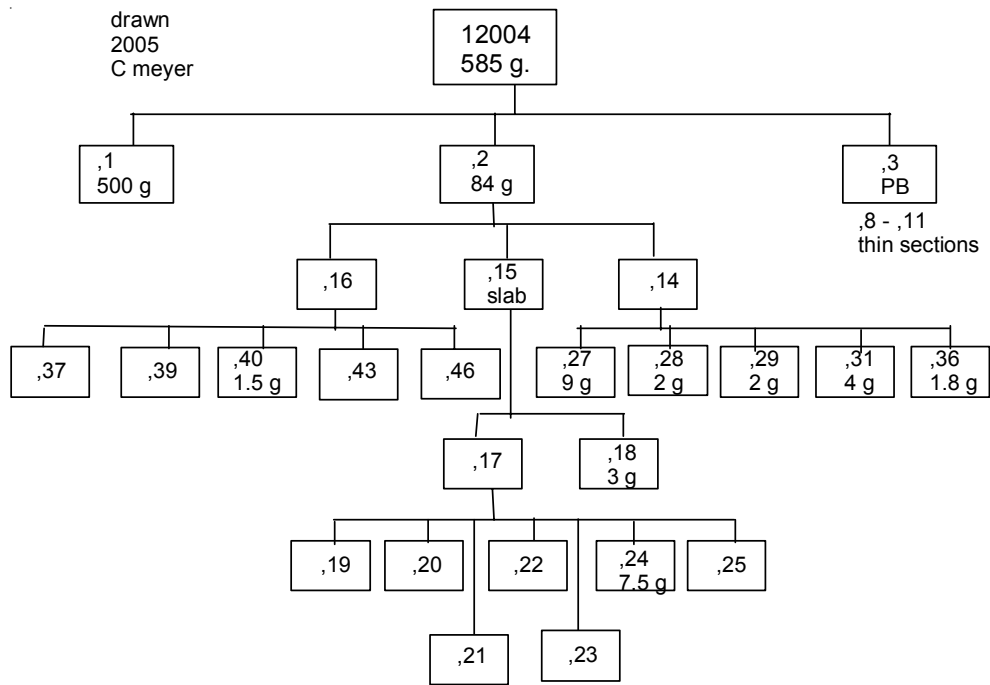 drawn
2005
C meyer
12004
585 g.
,1
500 g
,2
84 g
,3
PB
,8 - ,11
thin sections
,16
,15
slab
,14
,37
,39
,40
1.5 g
,43
,46
,27
9 g
,28
2 g
,29
2 g
,31
4 g
,36
1.8 g
,17
,18
3 g
,19
,20
,22
,24
7.5 g
,25
,21
,23